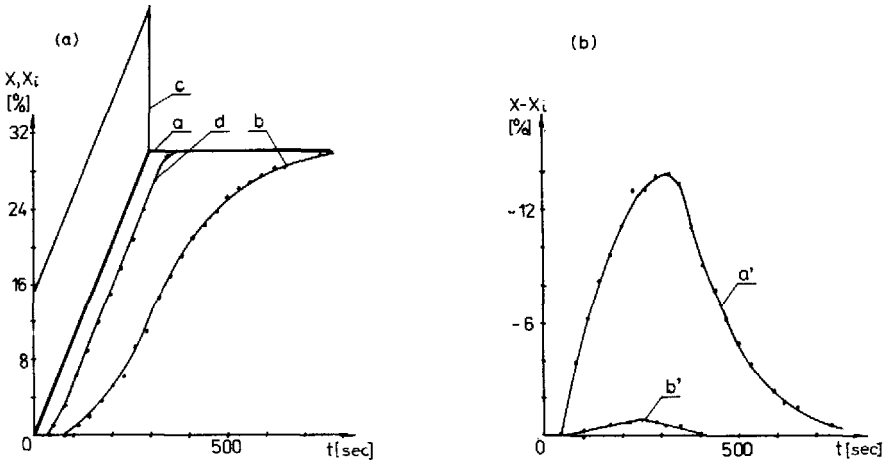 (a)
X, Xi
[%]
32
24
16
8
0
500
t[sec]
c
a
d
b
(b)
X-Xi
[%]
-12
-6
0
500
t[sec]
a'
b'